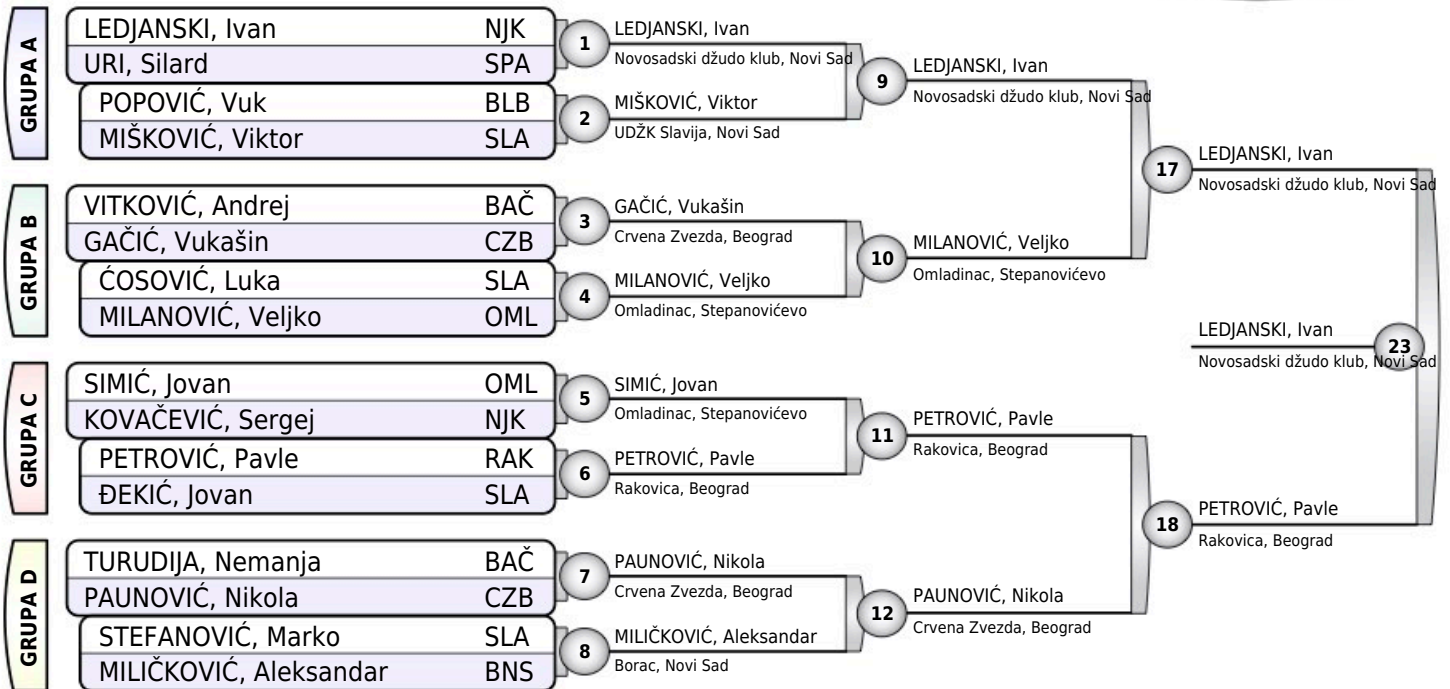 GRUPA A
LEDJANSKI, Ivan NJK
URI, Silard SPA
POPOVIĆ, Vuk BLB
MIŠKOVIĆ, Viktor SLA
GRUPA B
VITKOVIĆ, Andrej BAČ
GAČIĆ, Vukašin CZB
ĆOSOVIĆ, Luka SLA
MILANOVIĆ, Veljko OML
GRUPA C
SIMIĆ, Jovan OML
KOVAČEVIĆ, Sergej NJK
PETROVIĆ, Pavle RAK
ĐEKIĆ, Jovan SLA
GRUPA D
TURUDIJA, Nemanja BAČ
PAUNOVIĆ, Nikola CZB
STEFANOVIĆ, Marko SLA
MILIČKOVIĆ, Aleksandar BNS
1
LEDJANSKI, Ivan
Novosadski džudo klub, Novi Sad
2
MIŠKOVIĆ, Viktor
UDŽK Slavija, Novi Sad
3
GAČIĆ, Vukašin
Crvena Zvezda, Beograd
4
MILANOVIĆ, Veljko
Omladinac, Stepanovićevo
5
SIMIĆ, Jovan
Omladinac, Stepanovićevo
6
PETROVIĆ, Pavle
Rakovica, Beograd
7
PAUNOVIĆ, Nikola
Crvena Zvezda, Beograd
8
MILIČKOVIĆ, Aleksandar
Borac, Novi Sad
9
LEDJANSKI, Ivan
Novosadski džudo klub, Novi Sad
10
MILANOVIĆ, Veljko
Omladinac, Stepanovićevo
11
PETROVIĆ, Pavle
Rakovica, Beograd
12
PAUNOVIĆ, Nikola
Crvena Zvezda, Beograd
17
LEDJANSKI, Ivan
Novosadski džudo klub, Novi Sad
18
PETROVIĆ, Pavle
Rakovica, Beograd
LEDJANSKI, Ivan
23
Novosadski džudo klub, Novi Sad